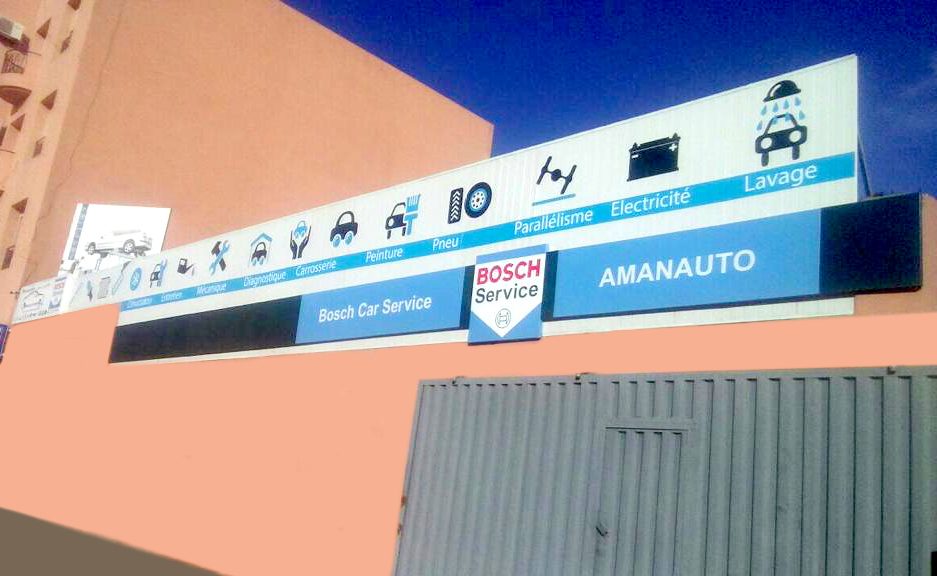 Climatisation Entretien Mécanique Diagnostique Carrosserie Peinture Pneu Parallélisme Electricité Lavage
Bosch Car Service
BOSCH
Service
AMANAUTO